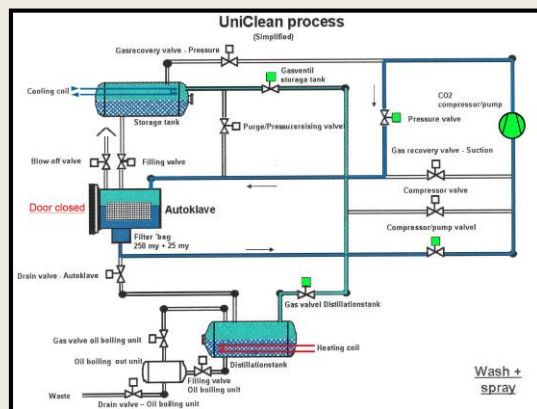 UniClean process
(Simplified)
Gasrecovery valve - Pressure
Gasventil
storage tank
Cooling coil
Storage tank
CO2
compressor/pump
Pressure valve
Purge/Pressurereising valvel
Blow-off valve
Filling valve
Gas recovery valve - Suction
Compressor valve
Door closed
Autoklave
Compressor/pump valvel
Filter ¹bag
250 my + 25 my
Drain valve - Autoklave
Gas valvel Distillationstank
Gas valve oil boiling unit
Oil boiling out unit
Heating coil
Distillationstank
Filling valve
Oil boiling unit
Waste
Drain valve – Oil boiling unit
Wash +
spray